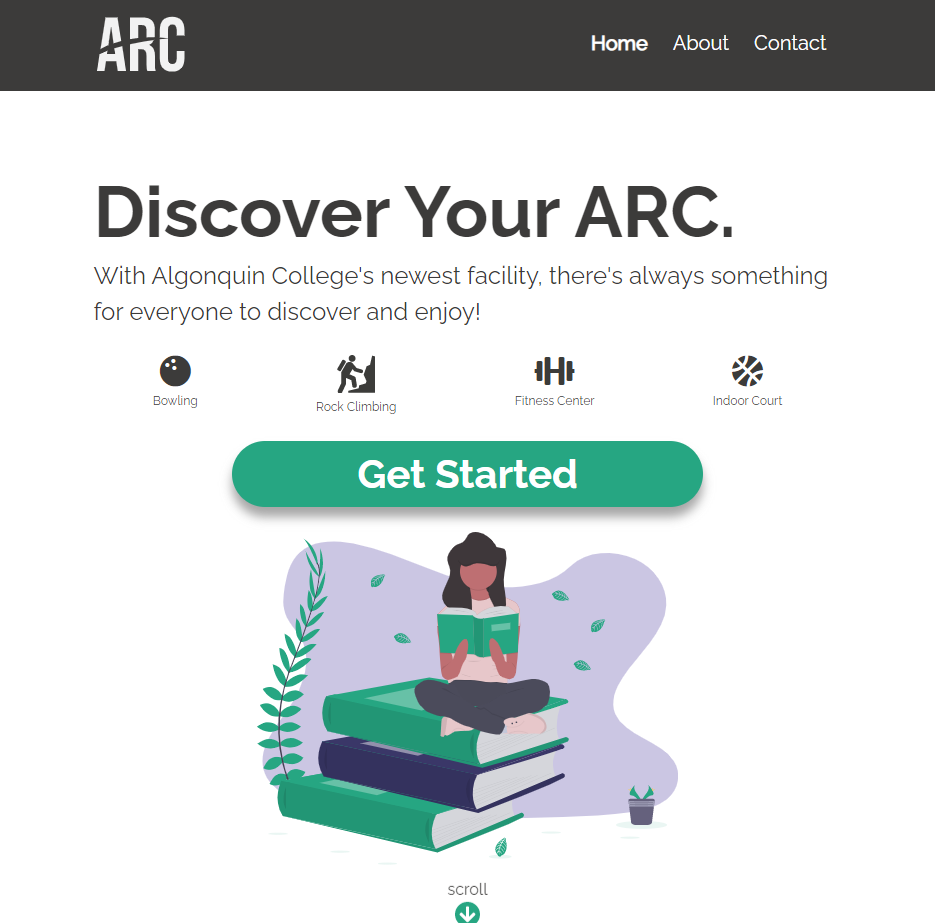 ARC
Home About Contact
Discover Your ARC.
With Algonquin College's newest facility, there's always something
for everyone to discover and enjoy!
Bowling
Rock Climbing
Fitness Center
Indoor Court
Get Started
scroll